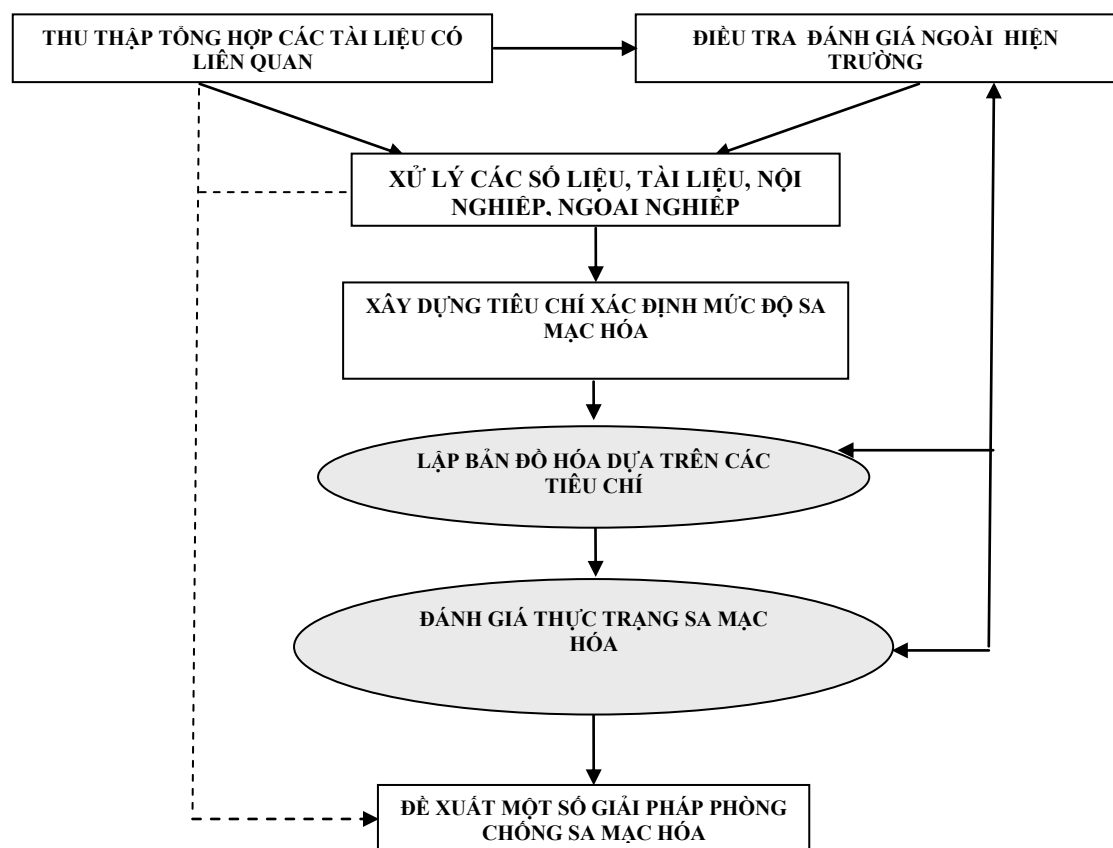 THU THẬP TỔNG HỢP CÁC TÀI LIỆU CÓ
LIÊN QUAN
ĐIỀU TRA ĐÁNH GIÁ NGOÀI HIỆN
TRƯỜNG
XỬ LÝ CÁC SỐ LIỆU, TÀI LIỆU, NỘI
NGHIỆP, NGOẠI NGHIỆP
XÂY DỰNG TIÊU CHÍ XÁC ĐỊNH MỨC ĐỘ SA
MẠC HÓA
LẬP BẢN ĐỒ HÓA DỰA TRÊN CÁC
TIÊU CHÍ
ĐÁNH GIÁ THỰC TRẠNG SA MẠC
HÓA
ĐỀ XUẤT MỘT SỐ GIẢI PHÁP PHÒNG
CHỐNG SA MẠC HÓA